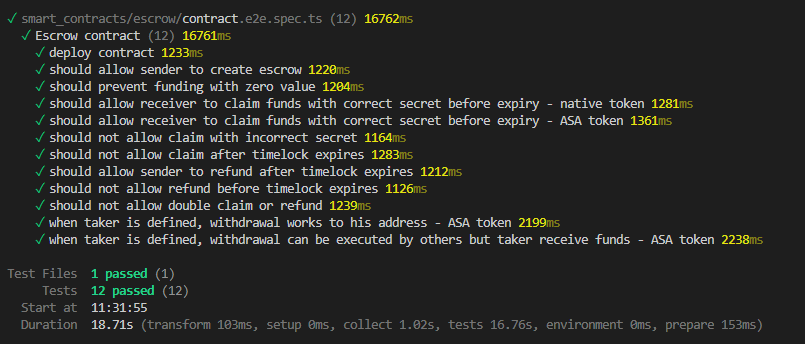 ✓ smart_contracts/escrow/contract.e2e.spec.ts (12) 16762ms
✓ Escrow contract (12) 16761ms
✓ deploy contract 1233ms
✓ should allow sender to create escrow 1220ms
✓ should prevent funding with zero value 1204ms
✓ should allow receiver to claim funds with correct secret before expiry - native token 1281ms
✓ should allow receiver to claim funds with correct secret before expiry - ASA token 1361ms
✓ should not allow claim with incorrect secret 1164ms
✓ should not allow claim after timelock expires 1283ms
✓ should allow sender to refund after timelock expires 1212ms
✓ should not allow refund before timelock expires 1126ms
✓ should not allow double claim or refund 1239ms
✓ when taker is defined, withdrawal works to his address - ASA token 2199ms
✓ when taker is defined, withdrawal can be executed by others but taker receive funds - ASA token 2238ms
Test Files 1 passed (1)
Tests 12 passed (12)
Start at 11:31:55
Duration 18.71s (transform 103ms, setup 0ms, collect 1.02s, tests 16.76s, environment 0ms, prepare 153ms)